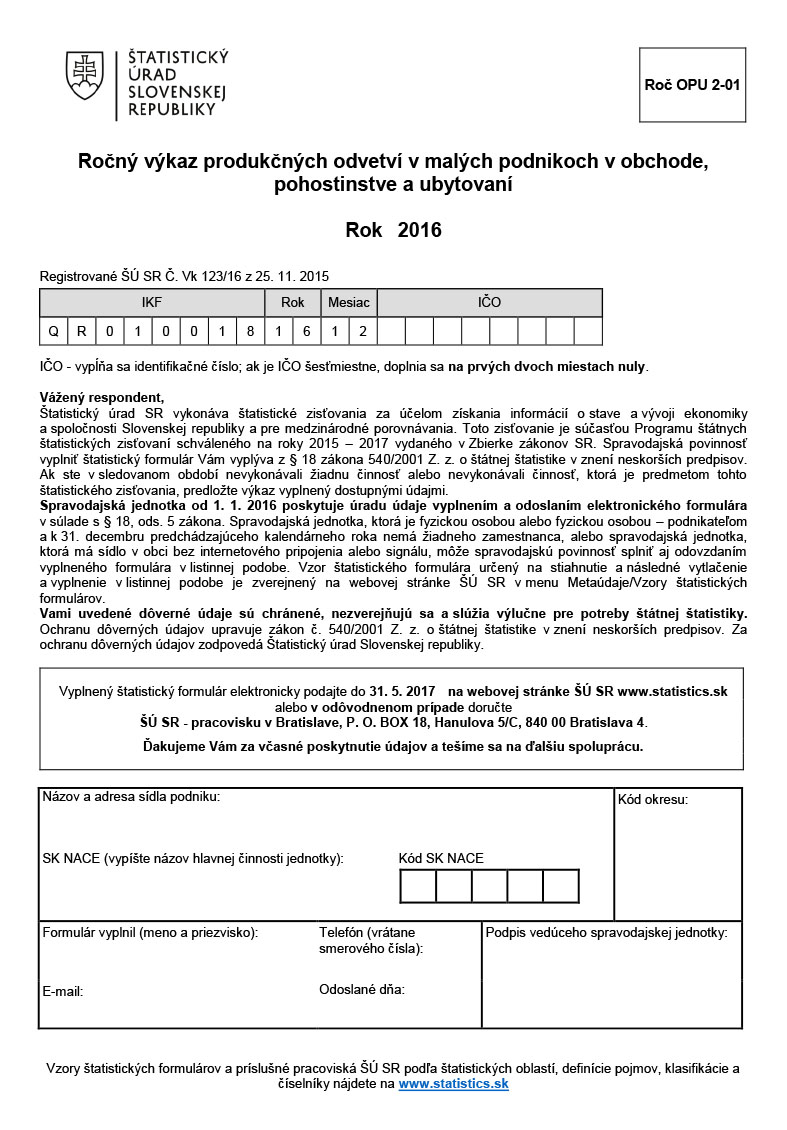 ŠTATISTICKÝ
ÚRAD
SLOVENSKEJ
REPUBLIKY
Roč OPU 2-01
Ročný výkaz produkčných odvetví v malých podnikoch v obchode,
pohostinstve a ubytovaní
Rok 2016
Registrované ŠÚ SR Č. Vk 123/16 z 25. 11. 2015
IKF Rok Mesiac IČO
Q R 0 1 0 0 1 8 1 6 1 2
IČO - vypĺňa sa identifikačné číslo; ak je IČO šesťmiestne, doplnia sa na prvých dvoch miestach nuly.
Vážený respondent,
Štatistický úrad SR vykonáva štatistické zisťovania za účelom získania informácií o stave a vývoji ekonomiky
a spoločnosti Slovenskej republiky a pre medzinárodné porovnávania. Toto zisťovanie je súčasťou Programu štátnych
štatistických zisťovaní schváleného na roky 2015 – 2017 vydaného v Zbierke zákonov SR. Spravodajská povinnosť
vyplniť štatistický formulár Vám vyplýva z § 18 zákona 540/2001 Z. z. o štátnej štatistike v znení neskorších predpisov.
Ak ste v sledovanom období nevykonávali žiadnu činnosť alebo nevykonávali činnosť, ktorá je predmetom tohto
štatistického zisťovania, predložte výkaz vyplnený dostupnými údajmi.
Spravodajská jednotka od 1. 1. 2016 poskytuje úradu údaje vyplnením a odoslaním elektronického formulára
v súlade s § 18, ods. 5 zákona. Spravodajská jednotka, ktorá je fyzickou osobou alebo fyzickou osobou – podnikateľom
a k 31. decembru predchádzajúceho kalendárneho roka nemá žiadneho zamestnanca, alebo spravodajská jednotka,
ktorá má sídlo v obci bez internetového pripojenia alebo signálu, môže spravodajskú povinnosť splniť aj odovzdaním
vyplneného formulára v listinnej podobe. Vzor štatistického formulára určený na stiahnutie a následné vytlačenie
a vyplnenie v listinnej podobe je zverejnený na webovej stránke ŠÚ SR v menu Metaúdaje/Vzory štatistických
formulárov.
Vami uvedené dôverné údaje sú chránené, nezverejňujú sa a slúžia výlučne pre potreby štátnej štatistiky.
Ochranu dôverných údajov upravuje zákon č. 540/2001 Z. z. o štátnej štatistike v znení neskorších predpisov. Za
ochranu dôverných údajov zodpovedá Štatistický úrad Slovenskej republiky.
Vyplnený štatistický formulár elektronicky podajte do 31. 5. 2017 na webovej stránke ŠÚ SR www.statistics.sk
alebo v odôvodnenom prípade doručte
ŠÚ SR - pracovisku v Bratislave, P. O. BOX 18, Hanulova 5/C, 840 00 Bratislava 4.
Ďakujeme Vám za včasné poskytnutie údajov a tešíme sa na ďalšiu spoluprácu.
Názov a adresa sídla podniku:
Kód okresu:
SK NACE (vypíšte názov hlavnej činnosti jednotky):
Kód SK NACE
Formulár vyplnil (meno a priezvisko):
Telefón (vrátane
smerového čísla):
Podpis vedúceho spravodajskej jednotky:
E-mail:
Odoslané dňa:
Vzory štatistických formulárov a príslušné pracoviská ŠÚ SR podľa štatistických oblastí, definície pojmov, klasifikácie a
číselníky nájdete na www.statistics.sk